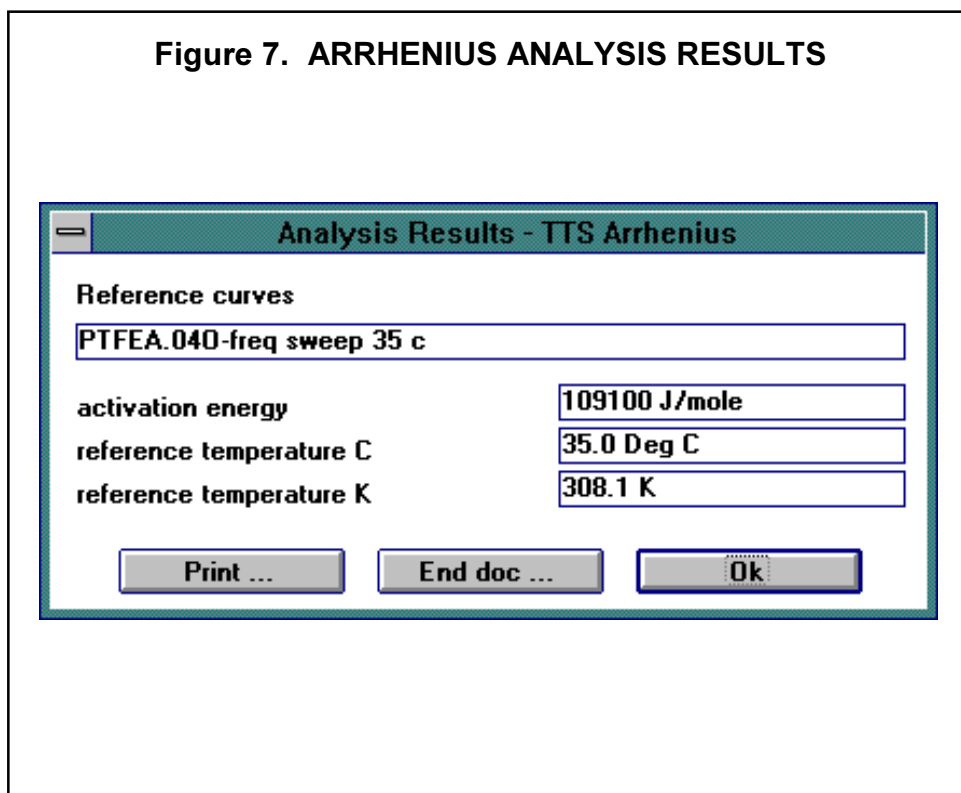 Figure 7. ARRHENIUS ANALYSIS RESULTS
Analysis Results - TTS Arrhenius
Reference curves
PTFEA.04O-freq sweep 35 c
activation energy 109100 J/mole
reference temperature C 35.0 Deg C
reference temperature K 308.1 K
Print ... End doc ... Ok